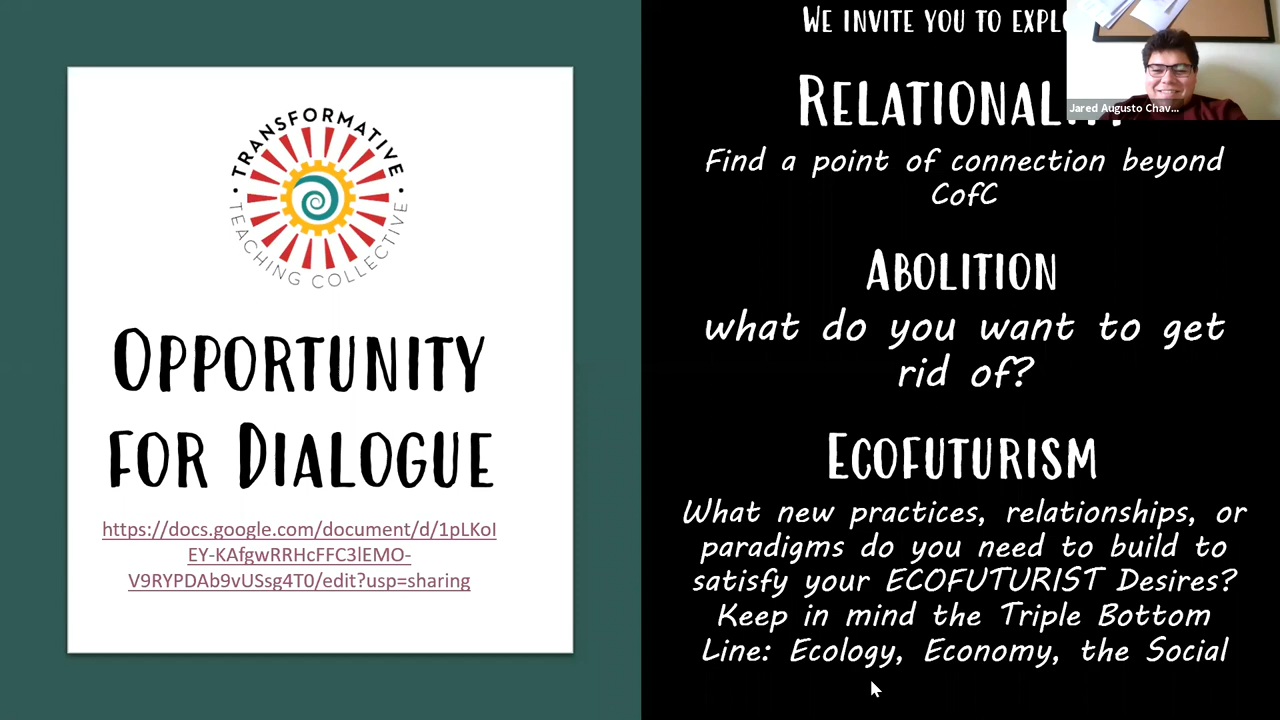 TRANSFORMATIVE
TEACHING COLLECTIVE
OPPORTUNITY
FOR DIALOGUE
https://docs.google.com/document/d/1pLKoI
EY-KAfgwRRHcFFC3lEMO-
V9RYPDAb9vUSsg4T0/edit?usp=sharing
WE INVITE YOU TO
Jared Augusto Chav...
RELATIONALITY
Find a point of connection beyond
CofC
ABOLITION
what do you want to get
rid of?
ECOFUTURISM
What new practices, relationships, or
paradigms do you need to build to
satisfy your ECOFUTURIST Desires?
Keep in mind the Triple Bottom
Line: Ecology, Economy, the Social